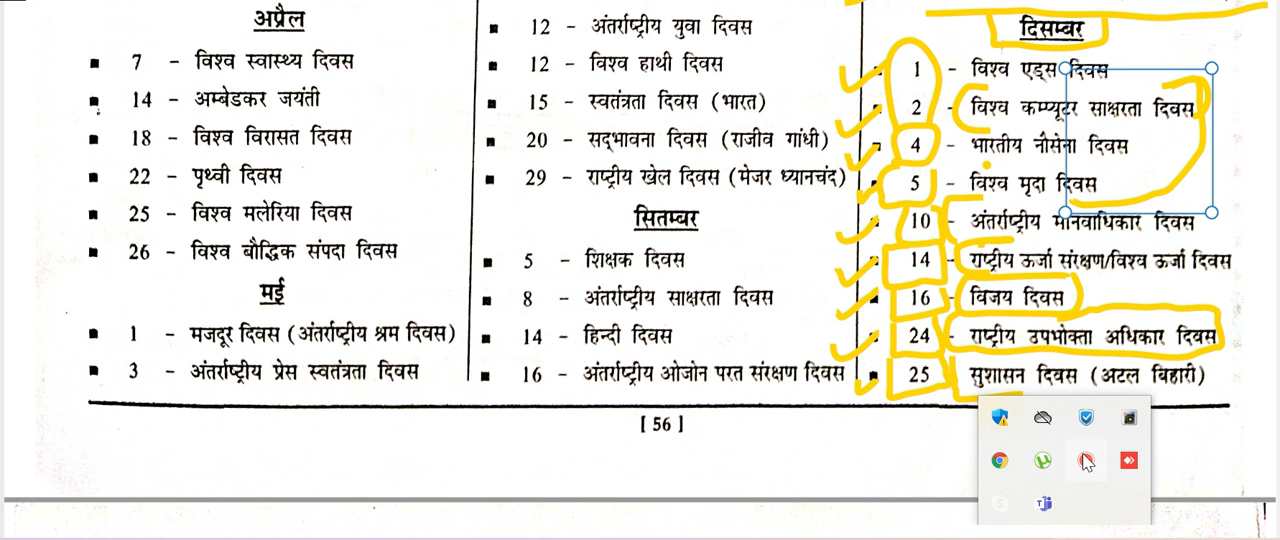 अप्रैल
7 - विश्व स्वास्थ्य दिवस
14 - अम्बेडकर जयंती
18 - विश्व विरासत दिवस
22 - पृथ्वी दिवस
25 - विश्व मलेरिया दिवस
26 - विश्व बौद्धिक संपदा दिवस
मई
1 - मजदूर दिवस (अंतर्राष्ट्रीय श्रम दिवस)
3 - अंतर्राष्ट्रीय प्रेस स्वतंत्रता दिवस
12 - अंतर्राष्ट्रीय युवा दिवस
12 - विश्व हाथी दिवस
15 - स्वतंत्रता दिवस (भारत)
20 - सद्भावना दिवस (राजीव गांधी)
29 - राष्ट्रीय खेल दिवस (मेजर ध्यानचंद)
सितम्बर
5 - शिक्षक दिवस
8 - अंतर्राष्ट्रीय साक्षरता दिवस
14 - हिन्दी दिवस
16 - अंतर्राष्ट्रीय ओजोन परत संरक्षण दिवस
दिसम्बर
1 - विश्व एड्स दिवस
2 - विश्व कम्प्यूटर साक्षरता दिवस
4 - भारतीय नौसेना दिवस
5 - विश्व मृदा दिवस
10 - अंतर्राष्ट्रीय मानवाधिकार दिवस
14 - राष्ट्रीय ऊर्जा संरक्षण/विश्व ऊर्जा दिवस
16 - विजय दिवस
24 - राष्ट्रीय उपभोक्ता अधिकार दिवस
25 - सुशासन दिवस (अटल बिहारी)
[ 56 ]